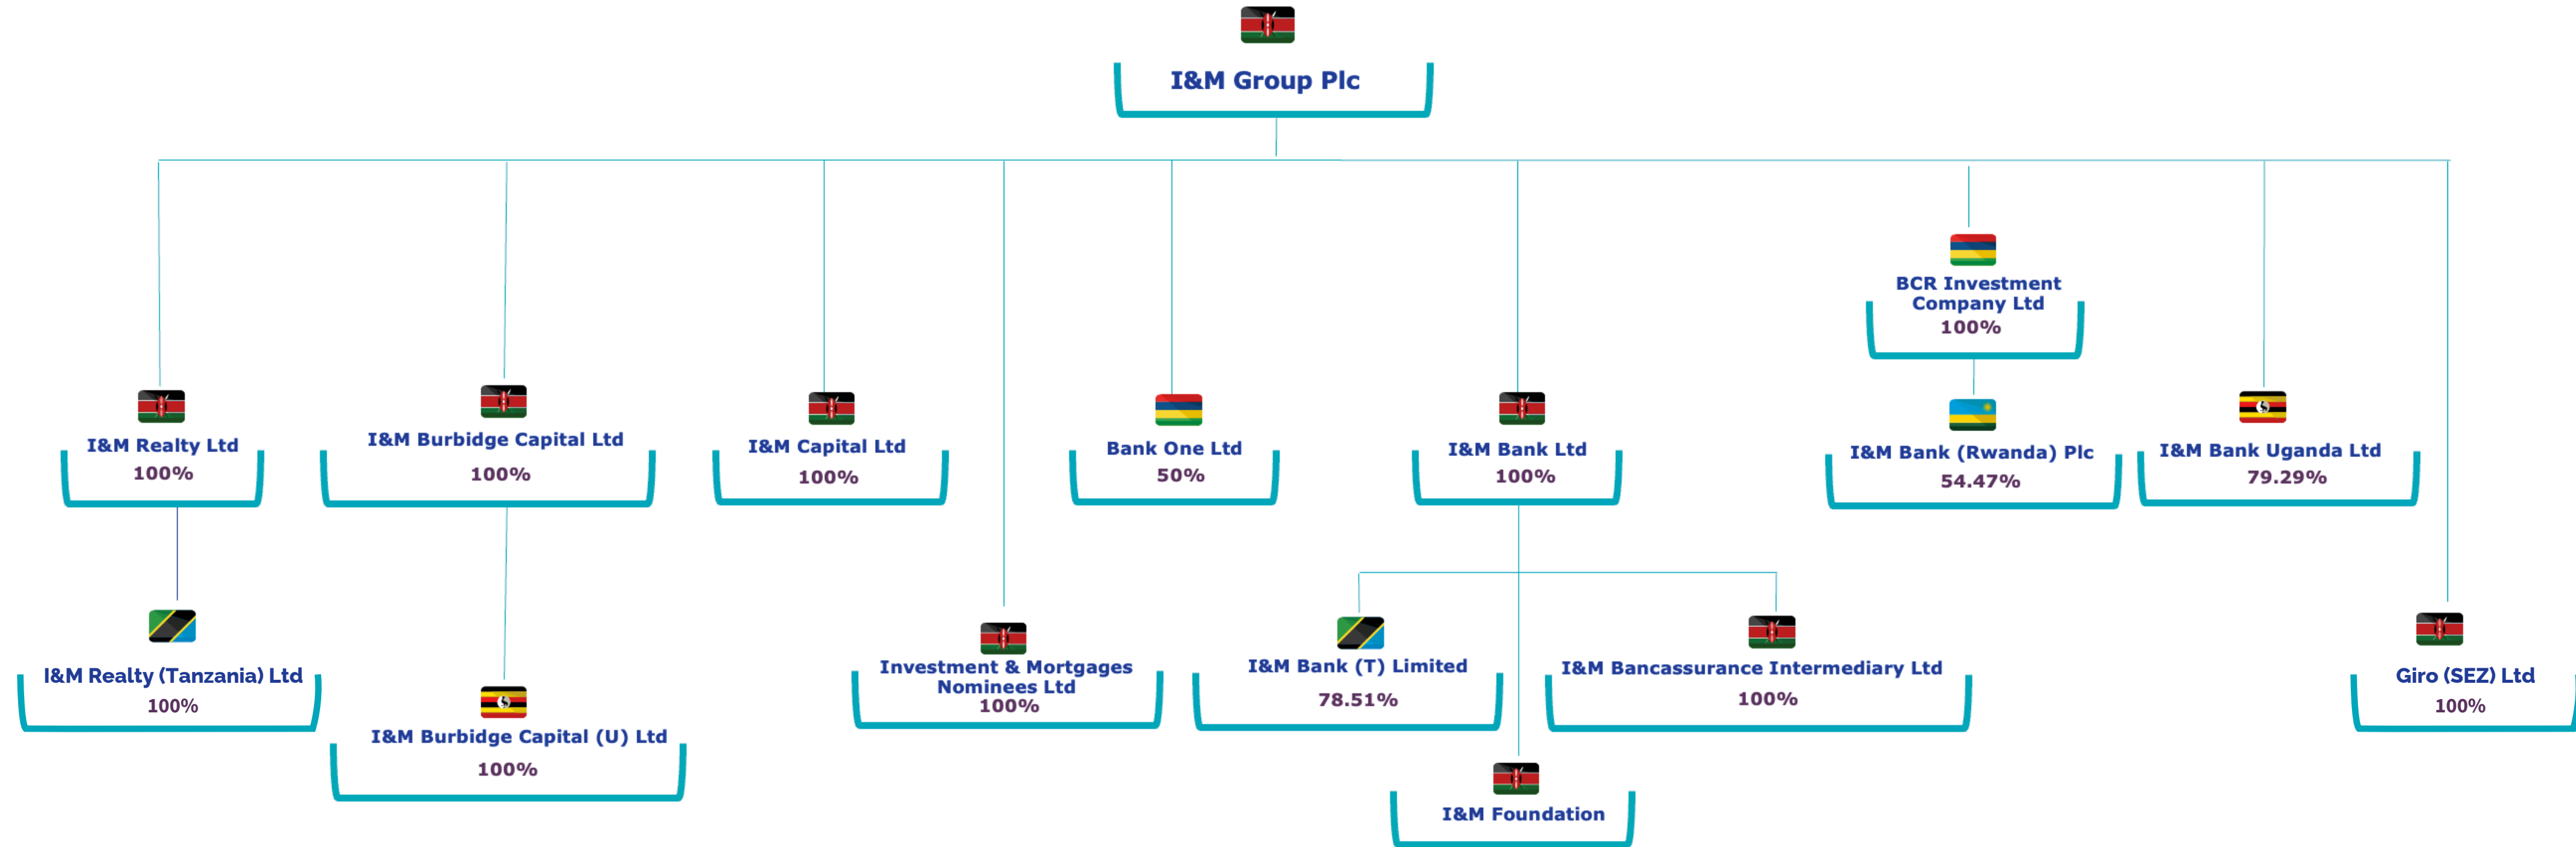 I&M Group Plc
BCR Investment
Company Ltd
100%
I&M Realty Ltd
100%
I&M Burbidge Capital Ltd
100%
I&M Capital Ltd
100%
Bank One Ltd
50%
I&M Bank Ltd
100%
I&M Bank (Rwanda) Plc
54.47%
I&M Bank Uganda Ltd
79.29%
I&M Realty (Tanzania) Ltd
100%
I&M Burbidge Capital (U) Ltd
100%
Investment & Mortgages
Nominees Ltd
100%
I&M Bank (T) Limited
78.51%
I&M Bancassurance Intermediary Ltd
100%
Giro (SEZ) Ltd
100%
I&M Foundation